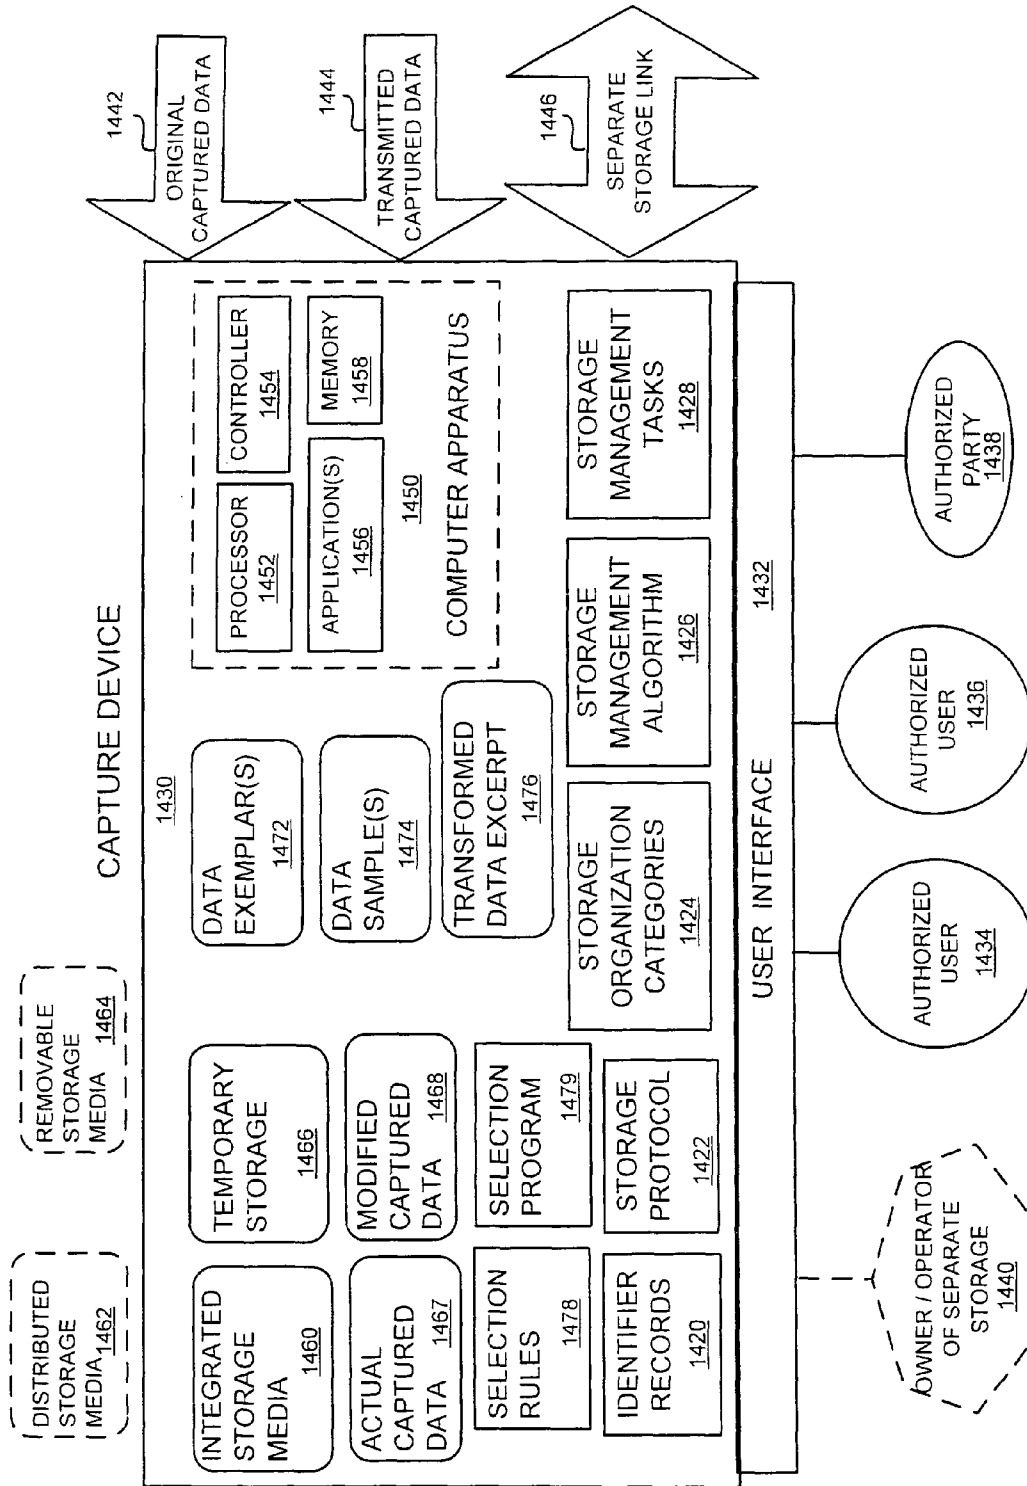 CAPTURE DEVICE
DISTRIBUTED
STORAGE
MEDIA 1462
REMOVABLE
STORAGE
MEDIA 1464
1430
INTEGRATED
STORAGE
MEDIA
1460
TEMPORARY
STORAGE
1466
DATA
EXEMPLAR(S)
1472
PROCESSOR
1452
CONTROLLER
1454
ACTUAL
CAPTURED
DATA 1467
MODIFIED
CAPTURED
DATA 1468
DATA
SAMPLE(S)
1474
APPLICATION(S)
1456
MEMORY
1458
1450
COMPUTER APPARATUS
SELECTION
RULES
1478
SELECTION
PROGRAM
1479
TRANSFORMED
DATA EXCERPT
1476
IDENTIFIER
RECORDS
1420
STORAGE
PROTOCOL
1422
STORAGE
ORGANIZATION
CATEGORIES
1424
STORAGE
MANAGEMENT
ALGORITHM
1426
STORAGE
MANAGEMENT
TASKS
1428
1442
ORIGINAL
CAPTURED DATA
1444
TRANSMITTED
CAPTURED DATA
1446
SEPARATE
STORAGE LINK
USER INTERFACE 1432
OWNER / OPERATOR
OF SEPARATE
STORAGE
1440
AUTHORIZED
USER
1434
AUTHORIZED
USER
1436
AUTHORIZED
PARTY
1438